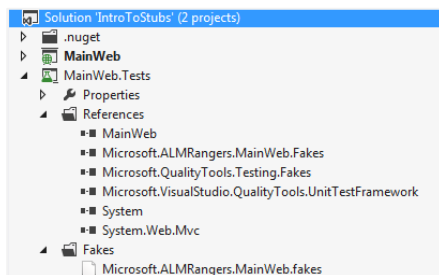 Solution 'IntroToStubs' (2 projects)
.nuget
MainWeb
MainWeb.Tests
Properties
References
MainWeb
Microsoft.ALMRangers.MainWeb.Fakes
Microsoft.QualityTools.Testing.Fakes
Microsoft.VisualStudio.QualityTools.UnitTestFramework
System
System.Web.Mvc
Fakes
Microsoft.ALMRangers.MainWeb.fakes